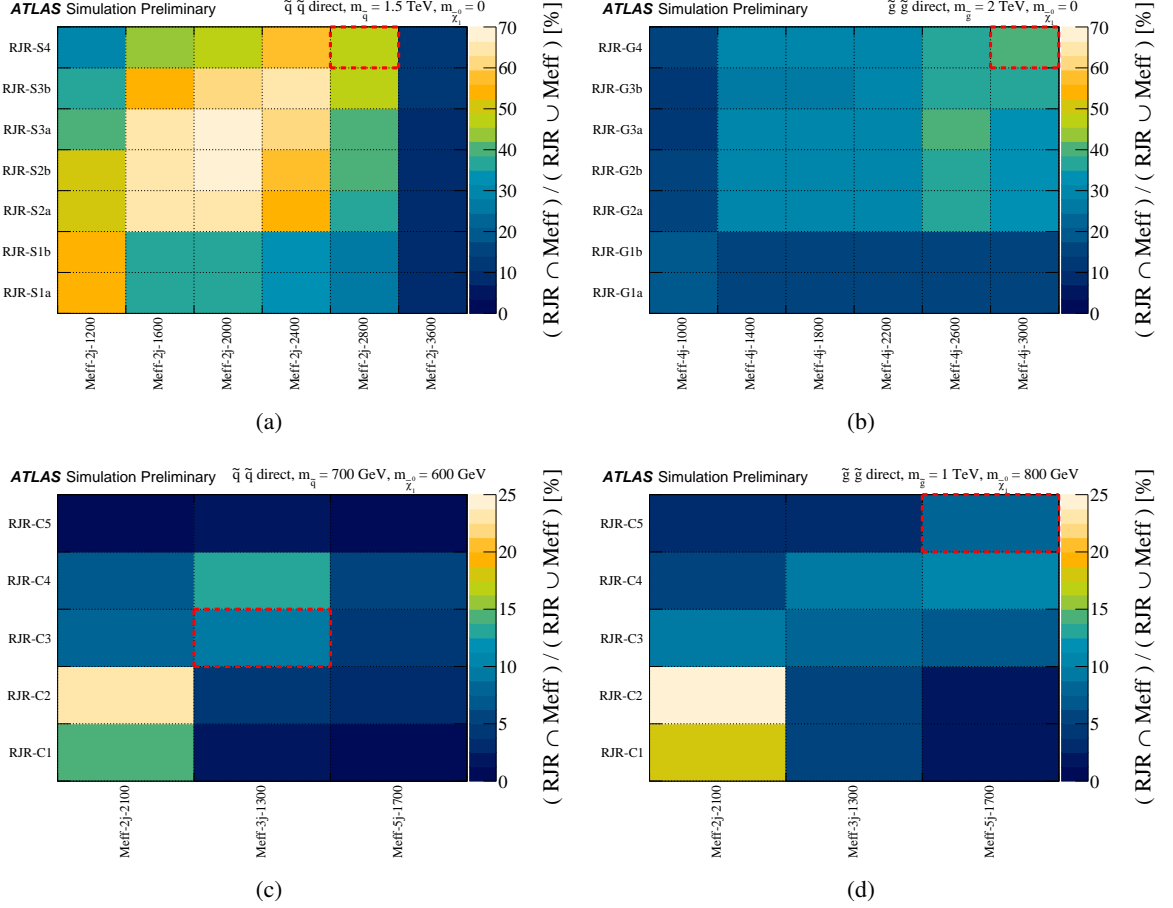 ATLAS Simulation Preliminary
q̃ q̃ direct, m_q̃ = 1.5 TeV, m_χ̃₁⁰ = 0
RJR-S4
RJR-S3b
RJR-S3a
RJR-S2b
RJR-S2a
RJR-S1b
RJR-S1a
Meff-2j-1200
Meff-2j-1600
Meff-2j-2000
Meff-2j-2400
Meff-2j-2800
Meff-2j-3600
70
60
50
40
30
20
10
0
( RJR ∩ Meff ) / ( RJR ∪ Meff ) [%]
(a)
ATLAS Simulation Preliminary
g̃ g̃ direct, m_g̃ = 2 TeV, m_χ̃₁⁰ = 0
RJR-G4
RJR-G3b
RJR-G3a
RJR-G2b
RJR-G2a
RJR-G1b
RJR-G1a
Meff-4j-1000
Meff-4j-1400
Meff-4j-1800
Meff-4j-2200
Meff-4j-2600
Meff-4j-3000
70
60
50
40
30
20
10
0
( RJR ∩ Meff ) / ( RJR ∪ Meff ) [%]
(b)
ATLAS Simulation Preliminary
q̃ q̃ direct, m_q̃ = 700 GeV, m_χ̃₁⁰ = 600 GeV
RJR-C5
RJR-C4
RJR-C3
RJR-C2
RJR-C1
Meff-2j-2100
Meff-3j-1300
Meff-5j-1700
25
20
15
10
5
0
( RJR ∩ Meff ) / ( RJR ∪ Meff ) [%]
(c)
ATLAS Simulation Preliminary
g̃ g̃ direct, m_g̃ = 1 TeV, m_χ̃₁⁰ = 800 GeV
RJR-C5
RJR-C4
RJR-C3
RJR-C2
RJR-C1
Meff-2j-2100
Meff-3j-1300
Meff-5j-1700
25
20
15
10
5
0
( RJR ∩ Meff ) / ( RJR ∪ Meff ) [%]
(d)